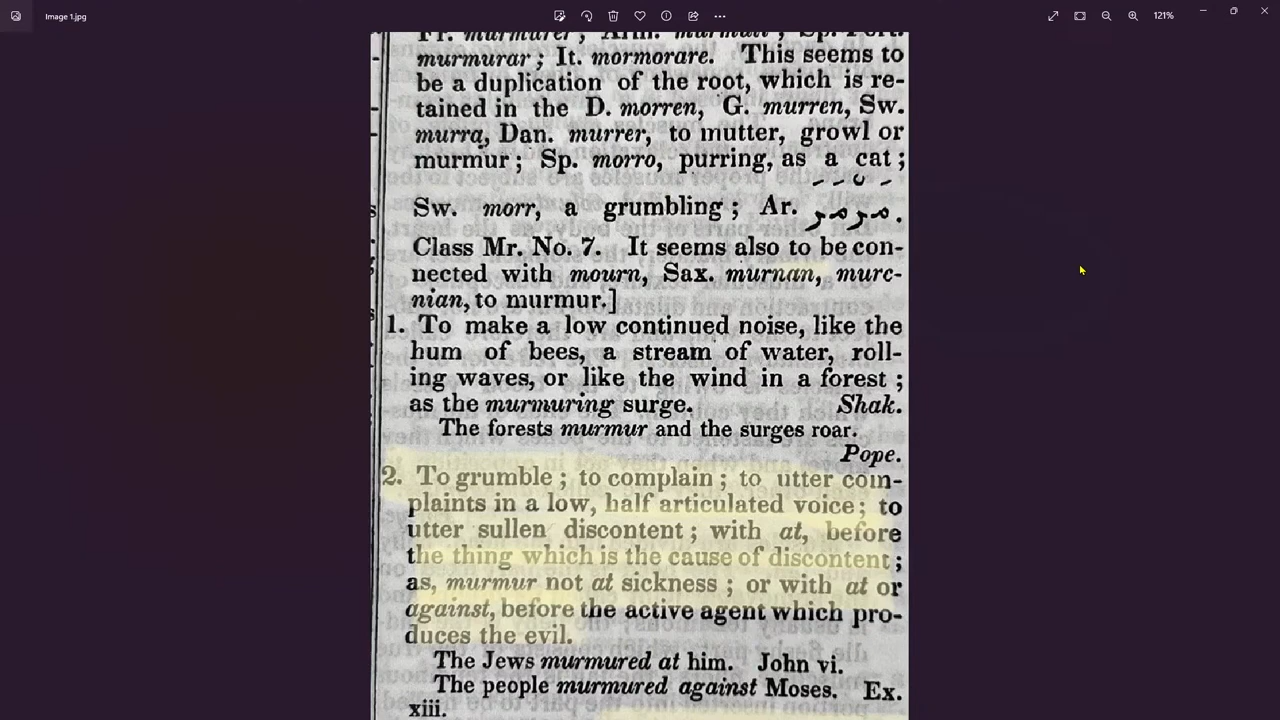 Image 1.jpg
121%
murmurar ; It. mormorare. This seems to
be a duplication of the root, which is re-
tained in the D. morren, G. murren, Sw.
murra, Dan. murrer, to mutter, growl or
murmur ; Sp. morro, purring, as a cat ;
Sw. morr, a grumbling ; Ar. مرمر.
Class Mr. No. 7. It seems also to be con-
nected with mourn, Sax. murnan, murc-
nian, to murmur.]
1. To make a low continued noise, like the
hum of bees, a stream of water, roll-
ing waves, or like the wind in a forest ;
as the murmuring surge. Shak.
The forests murmur and the surges roar.
Pope.
2. To grumble ; to complain ; to utter com-
plaints in a low, half articulated voice ; to
utter sullen discontent ; with at, before
the thing which is the cause of discontent ;
as, murmur not at sickness ; or with at or
against, before the active agent which pro-
duces the evil.
The Jews murmured at him. John vi.
The people murmured against Moses. Ex.
xiii.